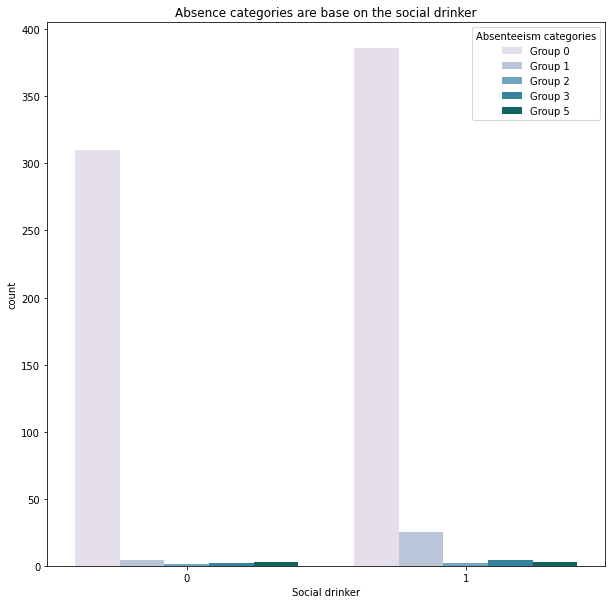 Absence categories are base on the social drinker
Absenteeism categories
Group 0
Group 1
Group 2
Group 3
Group 5
400
350
300
250
200
150
100
50
0
count
0
1
Social drinker